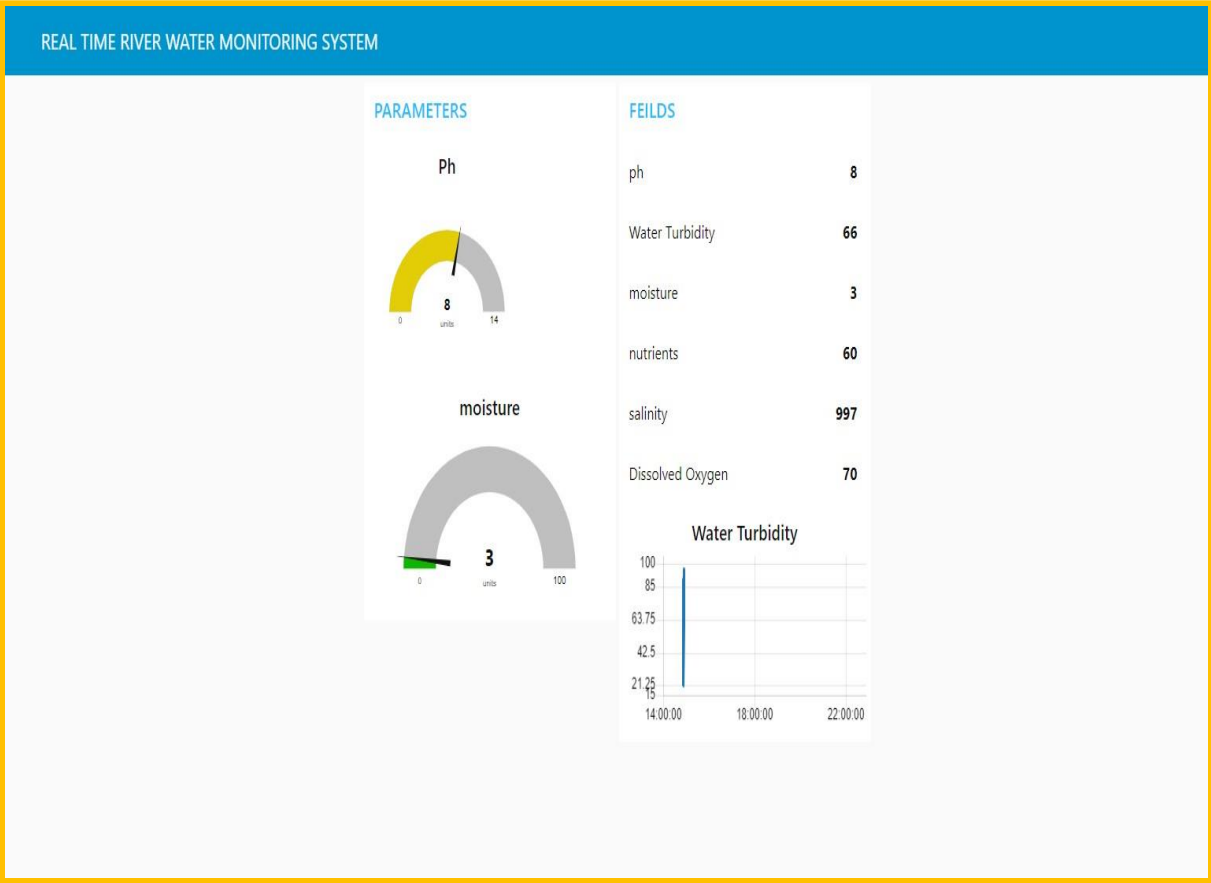 REAL TIME RIVER WATER MONITORING SYSTEM
PARAMETERS
Ph
8
units
0
14
moisture
3
units
0
100
FEILDS
ph 8
Water Turbidity 66
moisture 3
nutrients 60
salinity 997
Dissolved Oxygen 70
Water Turbidity
100
85
63.75
42.5
21.25
15
14:00:00 18:00:00 22:00:00